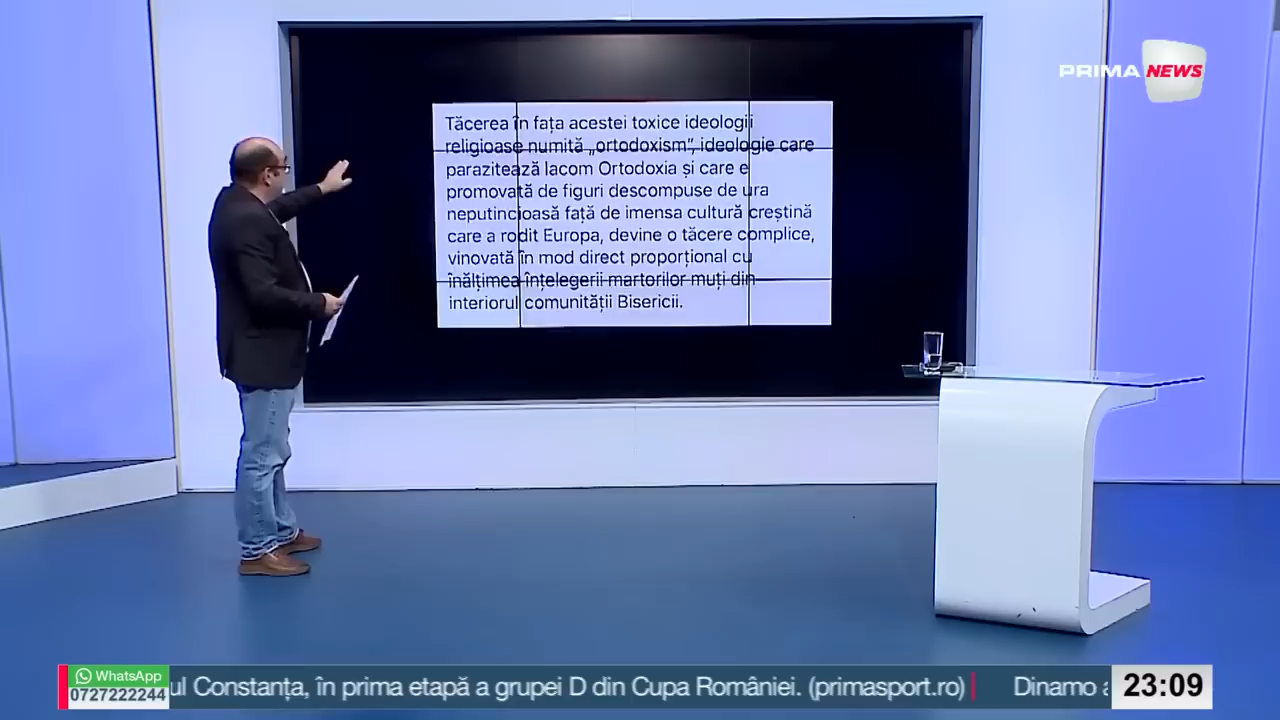 PRIMA NEWS
Tăcerea în fața acestei toxice ideologii
religioase numită „ortodoxism”, ideologie care
parazitează lacom Ortodoxia și care e
promovată de figuri descompuse de ura
neputincioasă față de imensa cultură creștină
care a rodit Europa, devine o tăcere complice,
vinovată în mod direct proporțional cu
înălțimea înțelegerii martorilor muți din
interiorul comunității Bisericii.
WhatsApp
0727222244
ul Constanța, în prima etapă a grupei D din Cupa României. (primasport.ro) Dinamo
23:09